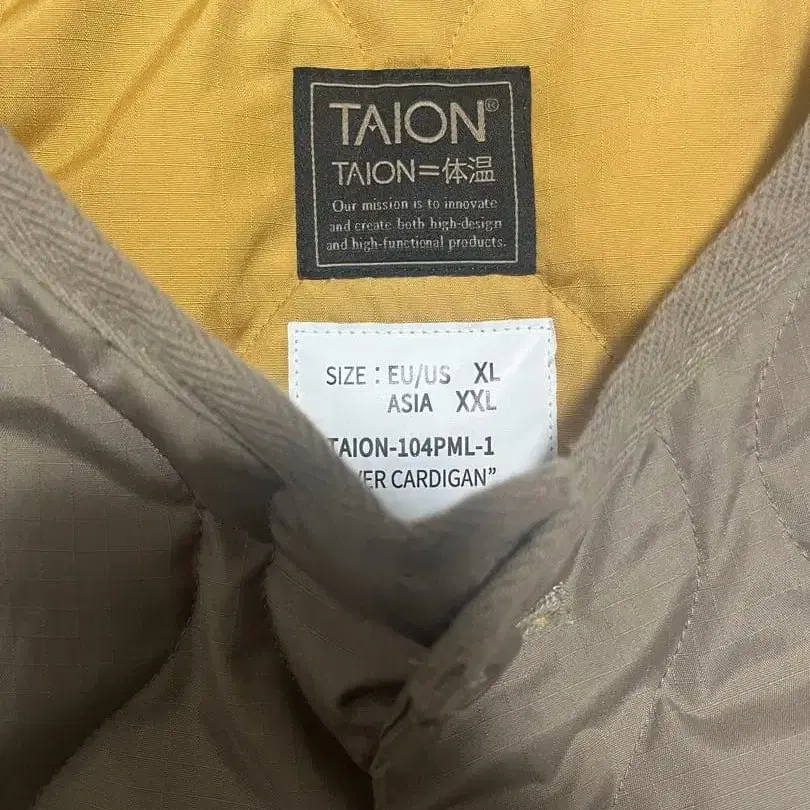 TAION®
TAION=体温
Our mission is to innovate
and create both high-design
and high-functional products.
SIZE : EU/US XL
ASIA XXL
TAION-104PML-1
CARDIGAN”